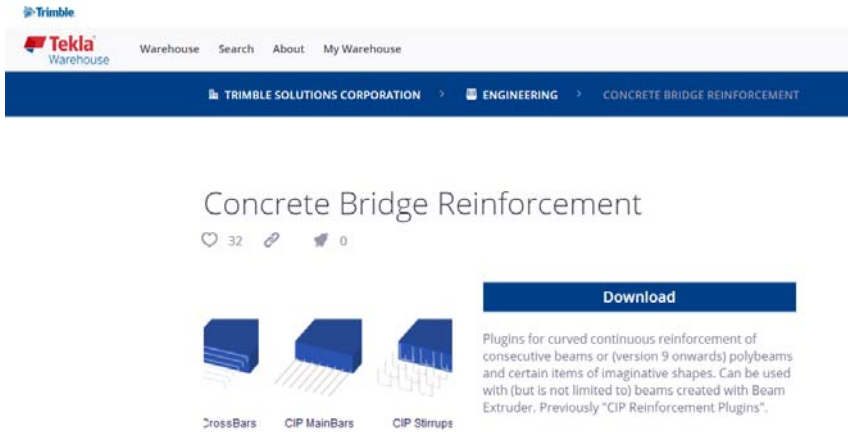 Trimble
Tekla
Warehouse
Warehouse Search About My Warehouse
TRIMBLE SOLUTIONS CORPORATION > ENGINEERING > CONCRETE BRIDGE REINFORCEMENT
Concrete Bridge Reinforcement
32 0
Download
Plugins for curved continuous reinforcement of
consecutive beams or (version 9 onwards) polybeams
and certain items of imaginative shapes. Can be used
with (but is not limited to) beams created with Beam
Extruder. Previously "CIP Reinforcement Plugins".
CrossBars CIP MainBars CIP Stirrups